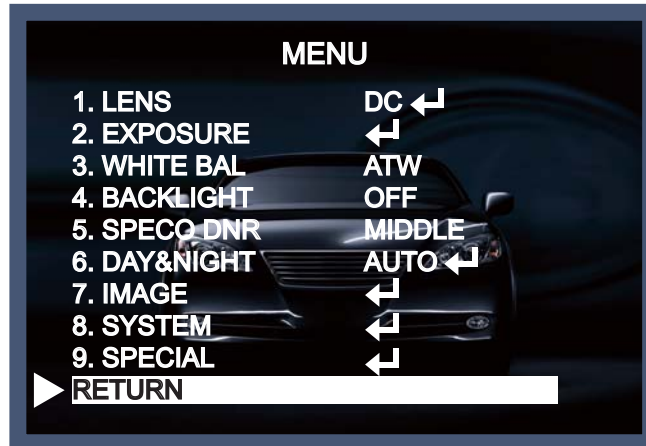 MENU
1. LENS DC ↵
2. EXPOSURE ↵
3. WHITE BAL ATW
4. BACKLIGHT OFF
5. SPECO DNR MIDDLE
6. DAY&NIGHT AUTO ↵
7. IMAGE ↵
8. SYSTEM ↵
9. SPECIAL ↵
RETURN